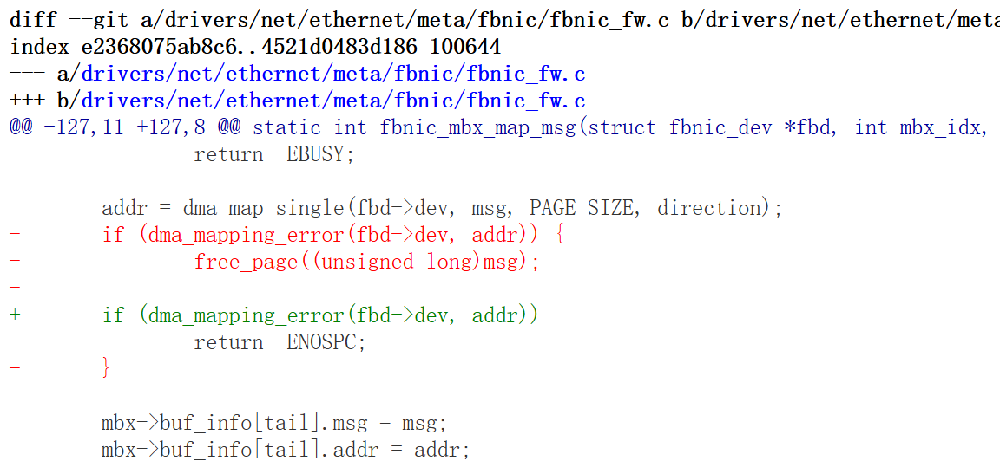 diff --git a/drivers/net/ethernet/meta/fbnic/fbnic_fw.c b/drivers/net/ethernet/meta
index e2368075ab8c6..4521d0483d186 100644
--- a/drivers/net/ethernet/meta/fbnic/fbnic_fw.c
+++ b/drivers/net/ethernet/meta/fbnic/fbnic_fw.c
@@ -127,11 +127,8 @@ static int fbnic_mbx_map_msg(struct fbnic_dev *fbd, int mbx_idx,
                return -EBUSY;

        addr = dma_map_single(fbd->dev, msg, PAGE_SIZE, direction);
-       if (dma_mapping_error(fbd->dev, addr)) {
-               free_page((unsigned long)msg);
-
+       if (dma_mapping_error(fbd->dev, addr))
                return -ENOSPC;
-       }

        mbx->buf_info[tail].msg = msg;
        mbx->buf_info[tail].addr = addr;